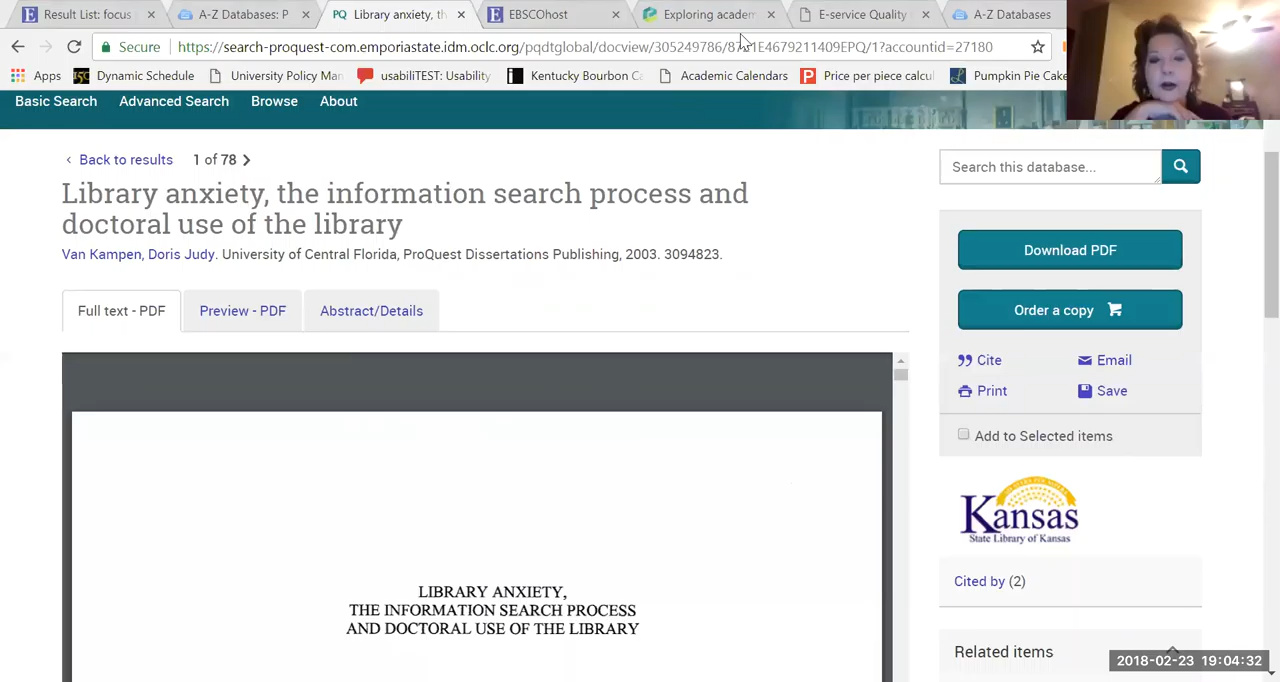 Result List: focus
A-Z Databases: P
PQ Library anxiety, th
EBSCOhost
Exploring academ
E-service Quality
A-Z Databases
Secure https://search-proquest-com.emporiastate.idm.oclc.org/pqdtglobal/docview/305249786/87 1E4679211409EPQ/1?accountid=27180
Apps
Dynamic Schedule
University Policy Man
usabiliTEST: Usability
Kentucky Bourbon C
Academic Calendars
Price per piece calcu
Pumpkin Pie Cake
Basic Search Advanced Search Browse About
Back to results 1 of 78
Search this database...
Library anxiety, the information search process and
doctoral use of the library
Van Kampen, Doris Judy. University of Central Florida, ProQuest Dissertations Publishing, 2003. 3094823.
Download PDF
Order a copy
Full text - PDF Preview - PDF Abstract/Details
Cite Email
Print Save
Add to Selected items
LIBRARY ANXIETY,
THE INFORMATION SEARCH PROCESS
AND DOCTORAL USE OF THE LIBRARY
Kansas
State Library of Kansas
Cited by (2)
Related items
2018-02-23 19:04:32